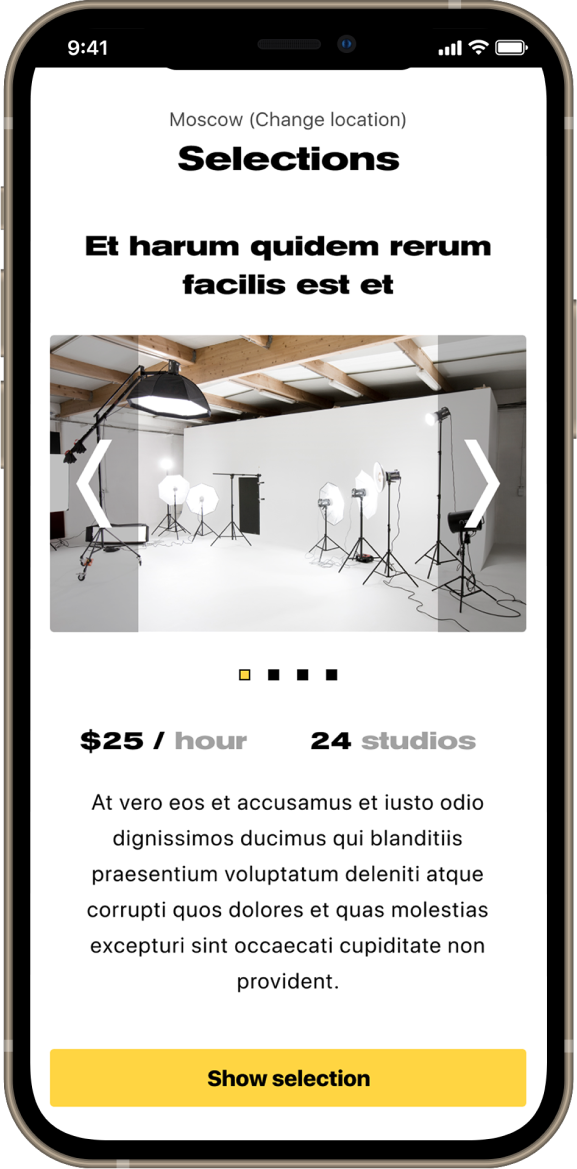 9:41
Moscow (Change location)
Selections
Et harum quidem rerum
facilis est et
$25 / hour 24 studios
At vero eos et accusamus et iusto odio
dignissimos ducimus qui blanditiis
praesentium voluptatum deleniti atque
corrupti quos dolores et quas molestias
excepturi sint occaecati cupiditate non
provident.
Show selection